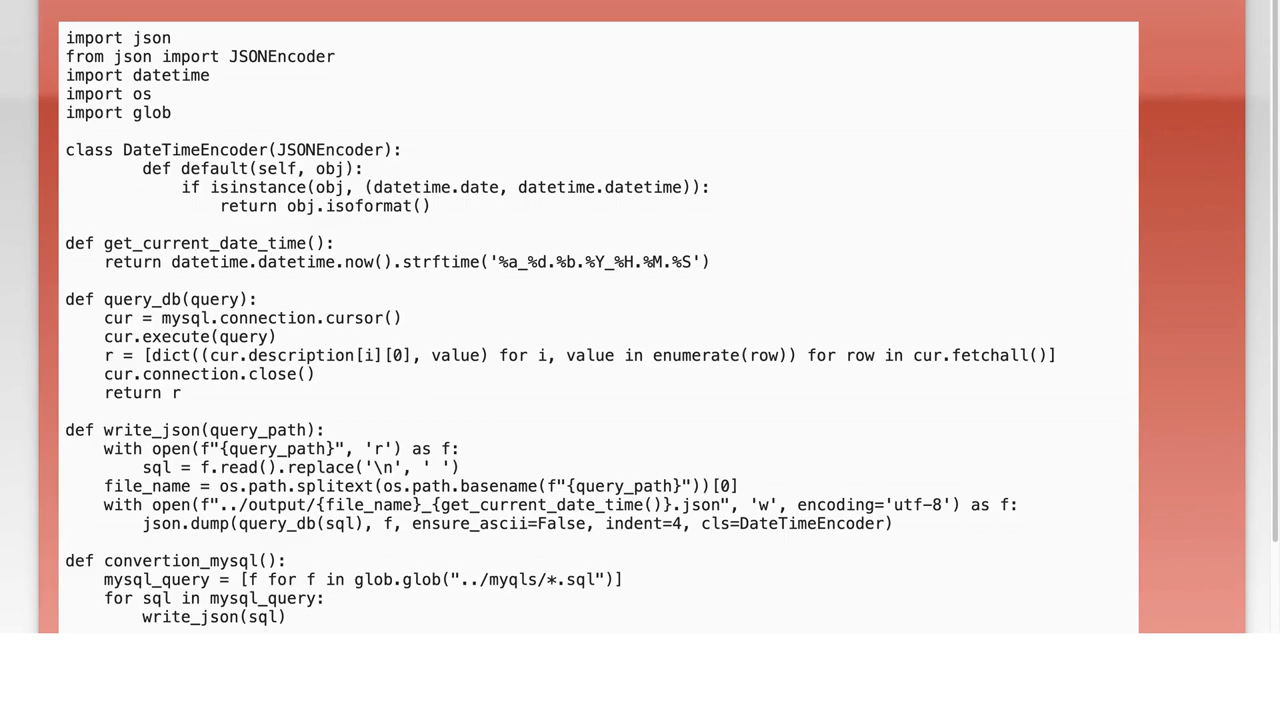 import json
from json import JSONEncoder
import datetime
import os
import glob
class DateTimeEncoder(JSONEncoder):
        def default(self, obj):
            if isinstance(obj, (datetime.date, datetime.datetime)):
                return obj.isoformat()
def get_current_date_time():
    return datetime.datetime.now().strftime('%a_%d.%b.%Y_%H.%M.%S')
def query_db(query):
    cur = mysql.connection.cursor()
    cur.execute(query)
    r = [dict((cur.description[i][0], value) for i, value in enumerate(row)) for row in cur.fetchall()]
    cur.connection.close()
    return r
def write_json(query_path):
    with open(f"{query_path}", 'r') as f:
        sql = f.read().replace('\n', ' ')
    file_name = os.path.splitext(os.path.basename(f"{query_path}"))[0]
    with open(f"../output/{file_name}_{get_current_date_time()}.json", 'w', encoding='utf-8') as f:
        json.dump(query_db(sql), f, ensure_ascii=False, indent=4, cls=DateTimeEncoder)
def convertion_mysql():
    mysql_query = [f for f in glob.glob("../myqls/*.sql")]
    for sql in mysql_query:
        write_json(sql)